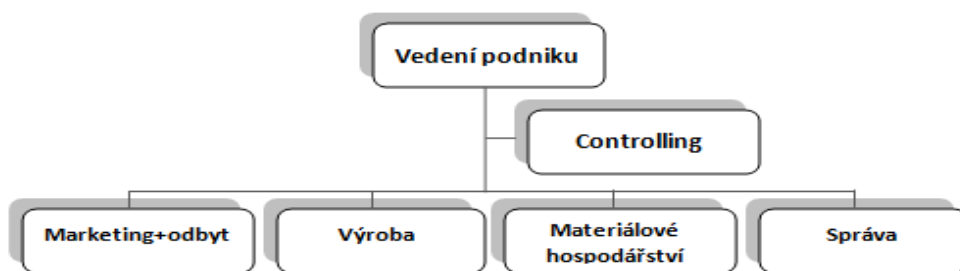 Vedení podniku
Controlling
Marketing+odbyt
Výroba
Materiálové
hospodářství
Správa